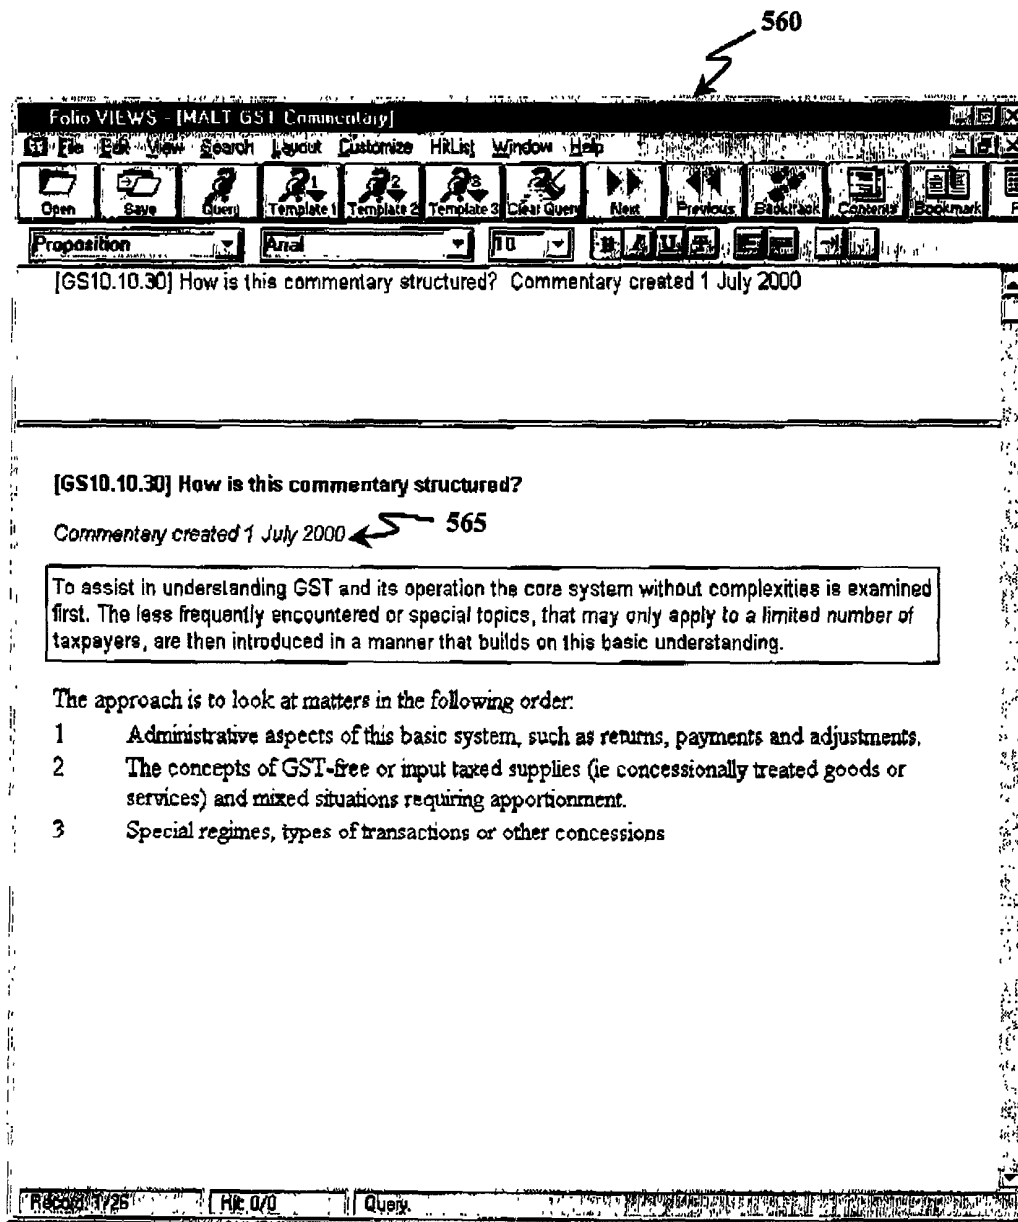 560
Folio VIEWS - [MALT GST Commentary]
File Edit View Search Layout Customize HitList Window Help
Open Save Query Template 1 Template 2 Template 3 Clear Query Next Previous Backtrack Contents Bookmark
Proposition Arial 10 B U
[GS10.10.30] How is this commentary structured? Commentary created 1 July 2000
[GS10.10.30] How is this commentary structured?
Commentary created 1 July 2000 565
To assist in understanding GST and its operation the core system without complexities is examined
first. The less frequently encountered or special topics, that may only apply to a limited number of
taxpayers, are then introduced in a manner that builds on this basic understanding.
The approach is to look at matters in the following order:
1 Administrative aspects of this basic system, such as returns, payments and adjustments.
2 The concepts of GST-free or input taxed supplies (ie concessionally treated goods or
services) and mixed situations requiring apportionment.
3 Special regimes, types of transactions or other concessions
Record: 1/26 Hit: 0/0 Query: